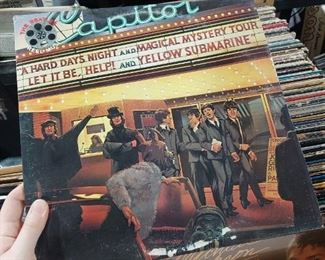 Capitol
"A HARD DAYS NIGHT" AND "MAGICAL MYSTERY TOUR"
"LET IT BE," "HELP!" AND "YELLOW SUBMARINE"